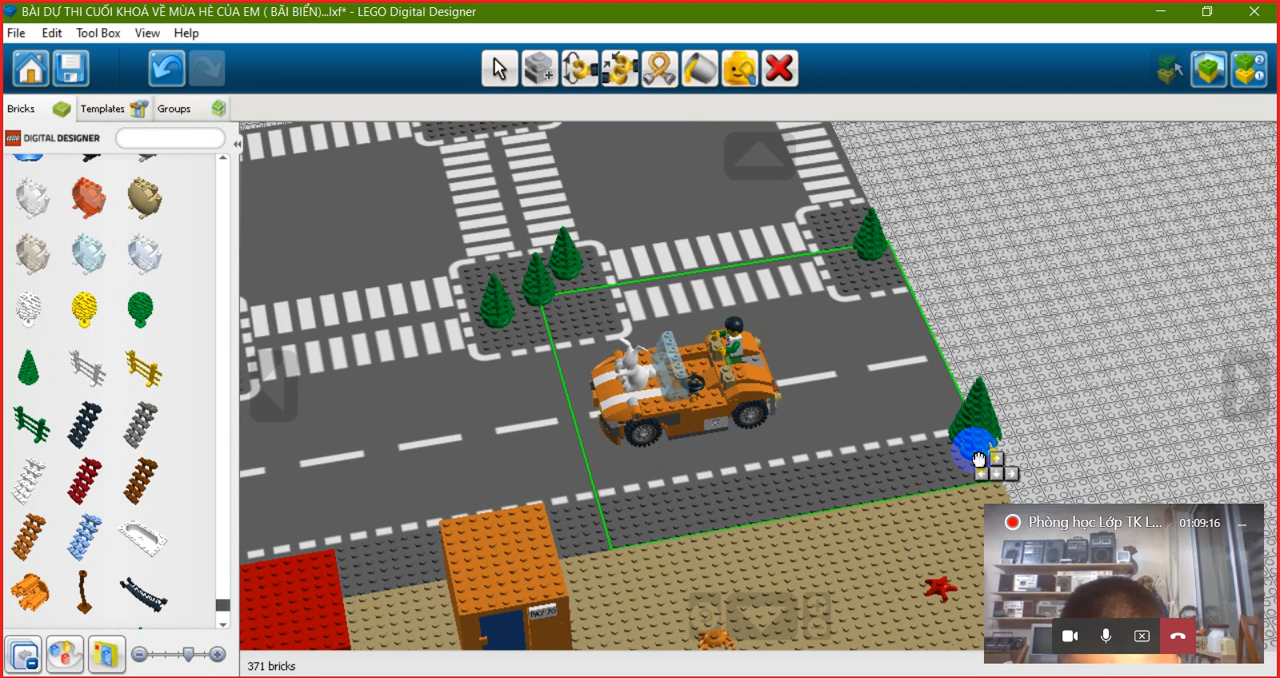 BÀI DỰ THI CUỐI KHOÁ VỀ MÙA HÈ CỦA EM ( BÃI BIỂN)...lxf* - LEGO Digital Designer
File Edit Tool Box View Help
Bricks Templates Groups
LEGO DIGITAL DESIGNER
Phòng học Lớp TK L... 01:09:16
371 bricks